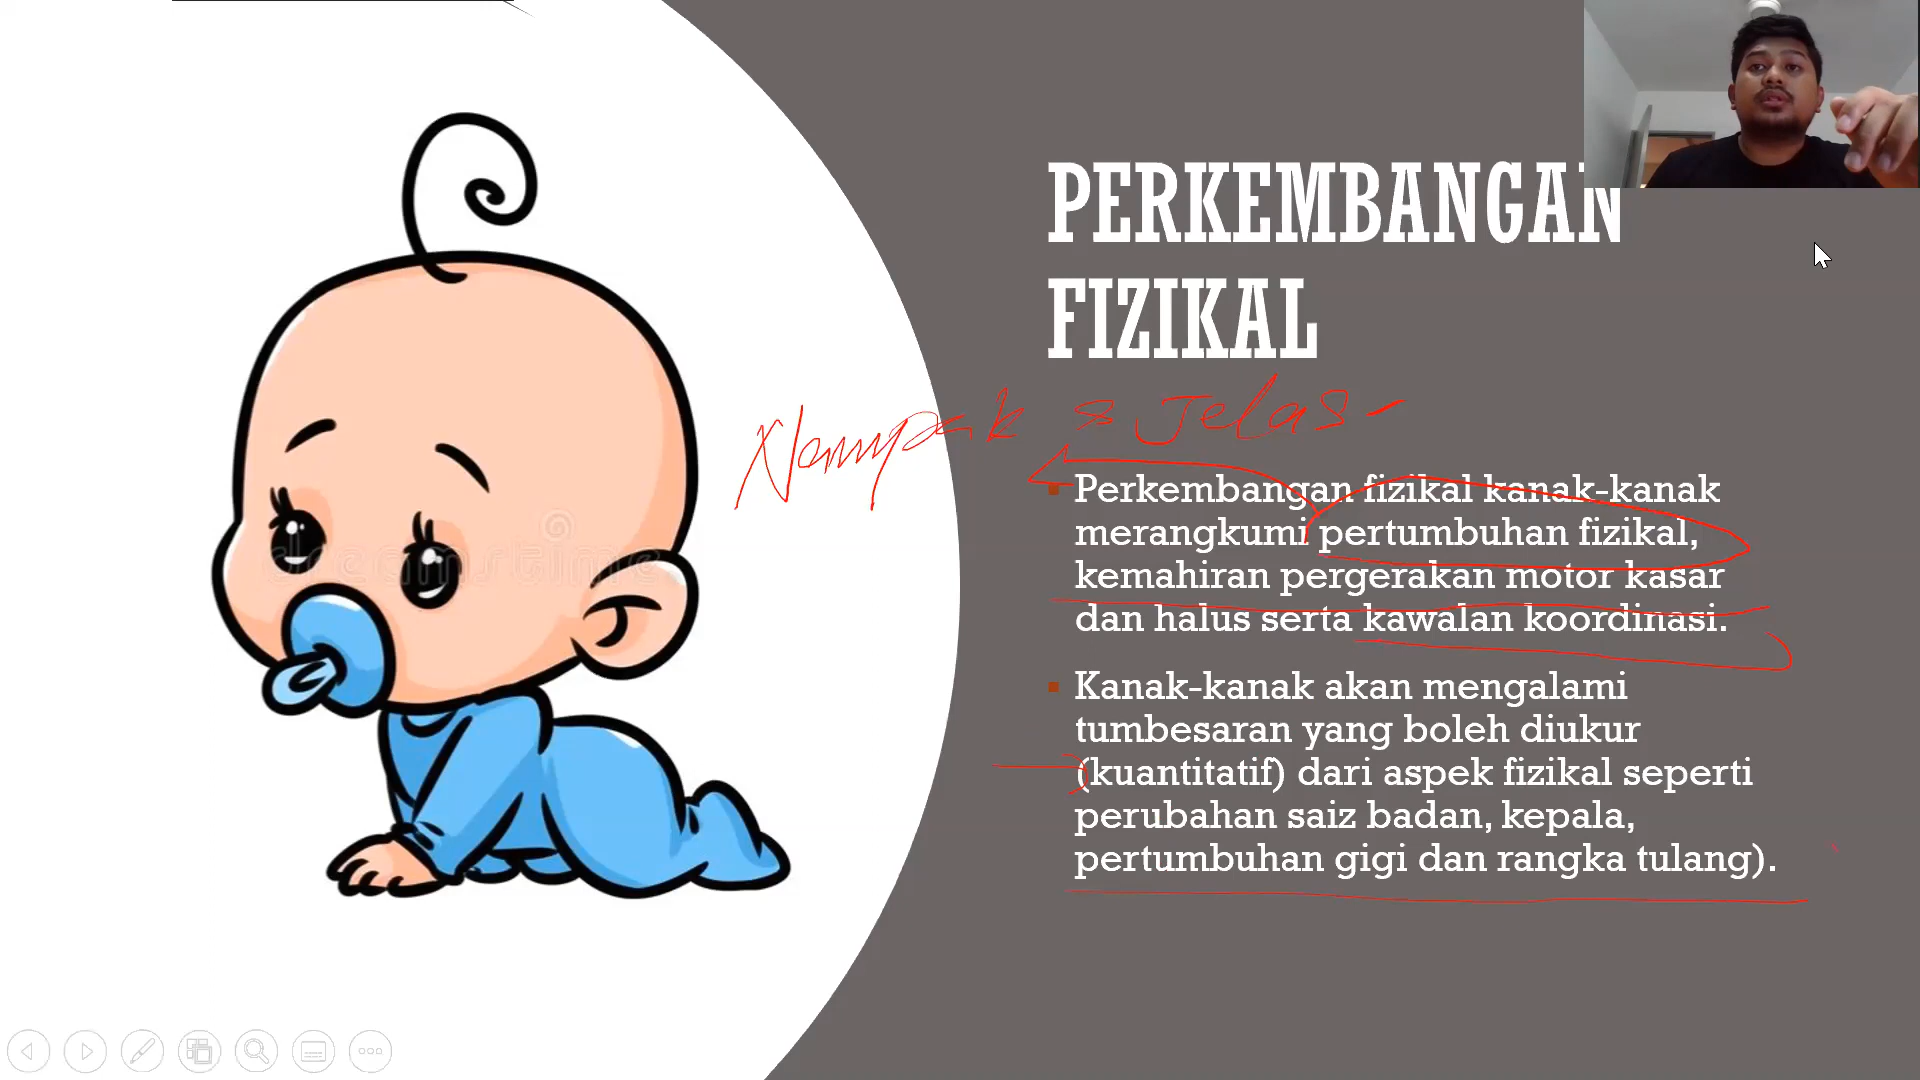 PERKEMBANGAN
FIZIKAL
Nampak & Jelas -
Perkembangan fizikal kanak-kanak
merangkumi pertumbuhan fizikal,
kemahiran pergerakan motor kasar
dan halus serta kawalan koordinasi.
Kanak-kanak akan mengalami
tumbesaran yang boleh diukur
(kuantitatif) dari aspek fizikal seperti
perubahan saiz badan, kepala,
pertumbuhan gigi dan rangka tulang).
dreamstime